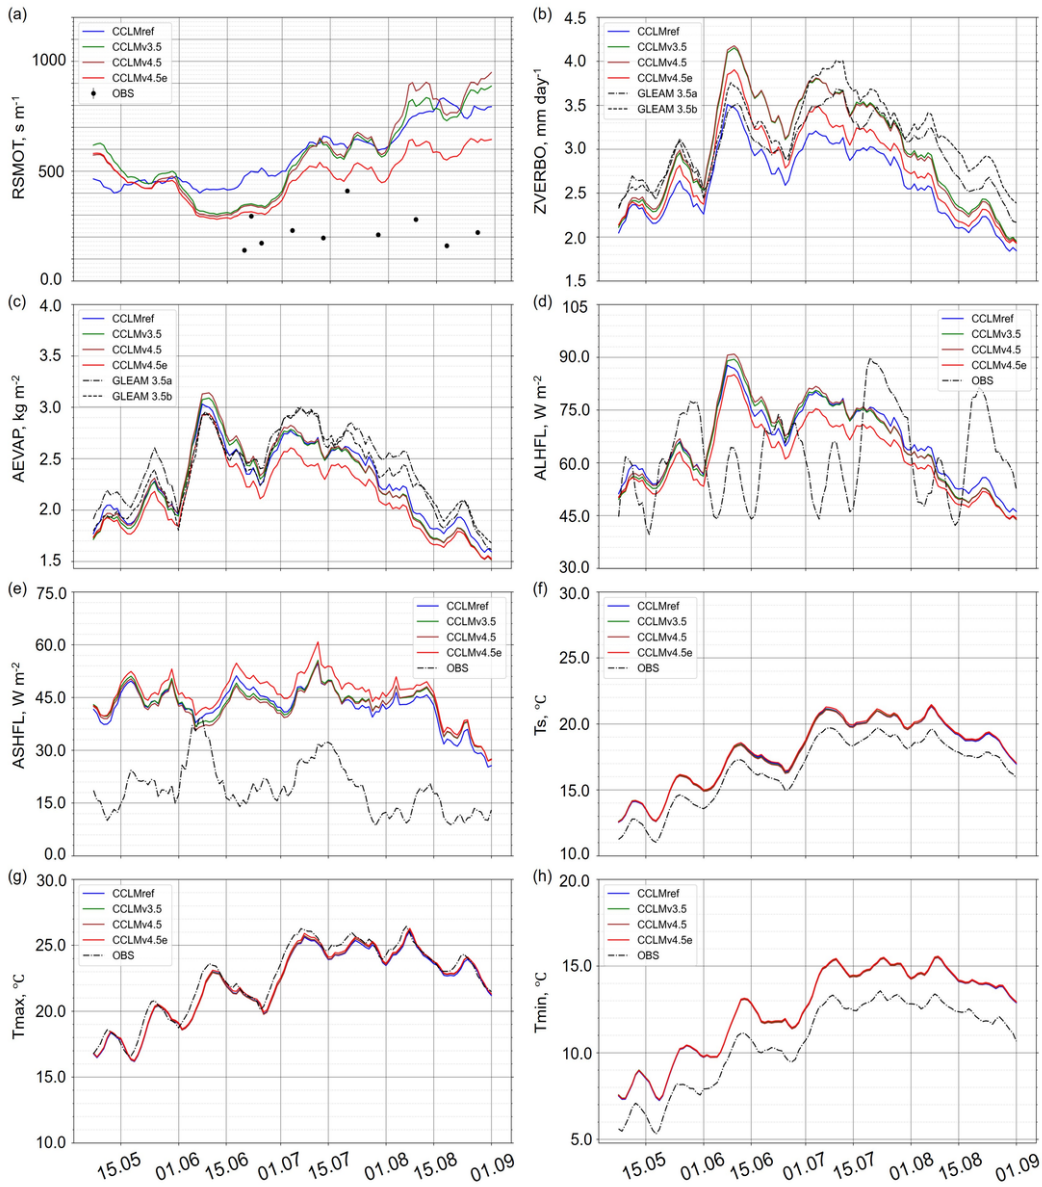 (a)
CCLMref
CCLMv3.5
CCLMv4.5
CCLMv4.5e
OBS
RSMOT, s m⁻¹
1000
500
0.0
(b)
CCLMref
CCLMv3.5
CCLMv4.5
CCLMv4.5e
GLEAM 3.5a
GLEAM 3.5b
ZVERBO, mm day⁻¹
4.5
4.0
3.5
3.0
2.5
2.0
1.5
(c)
CCLMref
CCLMv3.5
CCLMv4.5
CCLMv4.5e
GLEAM 3.5a
GLEAM 3.5b
AEVAP, kg m⁻²
4.0
3.5
3.0
2.5
2.0
1.5
(d)
CCLMref
CCLMv3.5
CCLMv4.5
CCLMv4.5e
OBS
ALHFL, W m⁻²
105
90.0
75.0
60.0
45.0
30.0
(e)
CCLMref
CCLMv3.5
CCLMv4.5
CCLMv4.5e
OBS
ASHFL, W m⁻²
75.0
60.0
45.0
30.0
15.0
0.0
(f)
CCLMref
CCLMv3.5
CCLMv4.5
CCLMv4.5e
OBS
Ts, °C
30.0
25.0
20.0
15.0
10.0
(g)
CCLMref
CCLMv3.5
CCLMv4.5
CCLMv4.5e
OBS
Tmax, °C
30.0
25.0
20.0
15.0
10.0
15.05 01.06 15.06 01.07 15.07 01.08 15.08 01.09
(h)
CCLMref
CCLMv3.5
CCLMv4.5
CCLMv4.5e
OBS
Tmin, °C
20.0
15.0
10.0
5.0
15.05 01.06 15.06 01.07 15.07 01.08 15.08 01.09